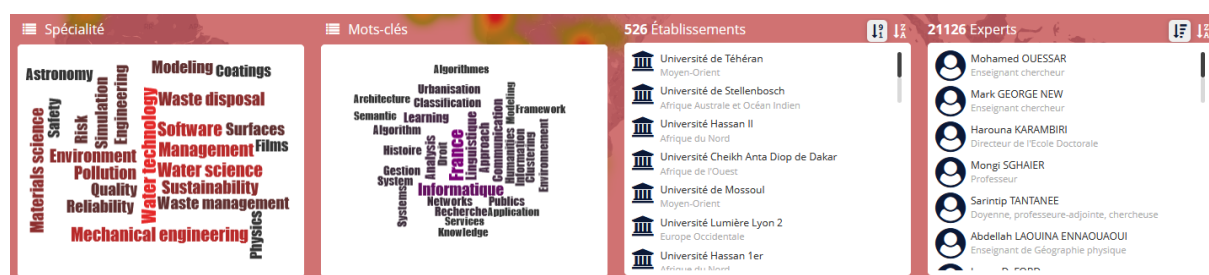 Spécialité
Astronomy
Modeling
Coatings
Materials science
Safety
Risk
Simulation
Engineering
Water technology
Waste disposal
Software
Surfaces
Management
Films
Environment
Pollution
Water science
Quality
Sustainability
Reliability
Waste management
Mechanical engineering
Physics
Mots-clés
Algorithmes
Urbanisation
Architecture
Classification
Modeling
Framework
Semantic
Learning
Algorithm
Histoire
Analysis
Droit
France
Linguistique
Approach
Communication
Humanities
Information
Clustering
Environnement
Gestion
System
Systems
Informatique
Networks
Publics
Recherche
Application
Services
Knowledge
526 Établissements
Université de Téhéran
Moyen-Orient
Université de Stellenbosch
Afrique Australe et Océan Indien
Université Hassan II
Afrique du Nord
Université Cheikh Anta Diop de Dakar
Afrique de l'Ouest
Université de Mossoul
Moyen-Orient
Université Lumière Lyon 2
Europe Occidentale
Université Hassan 1er
Afrique du Nord
21126 Experts
Mohamed OUESSAR
Enseignant chercheur
Mark GEORGE NEW
Enseignant chercheur
Harouna KARAMBIRI
Directeur de l'Ecole Doctorale
Mongi SGHAIER
Professeur
Sarintip TANTANEE
Doyenne, professeure-adjointe, chercheuse
Abdellah LAOUINA ENNAOUAOUI
Enseignant de Géographie physique